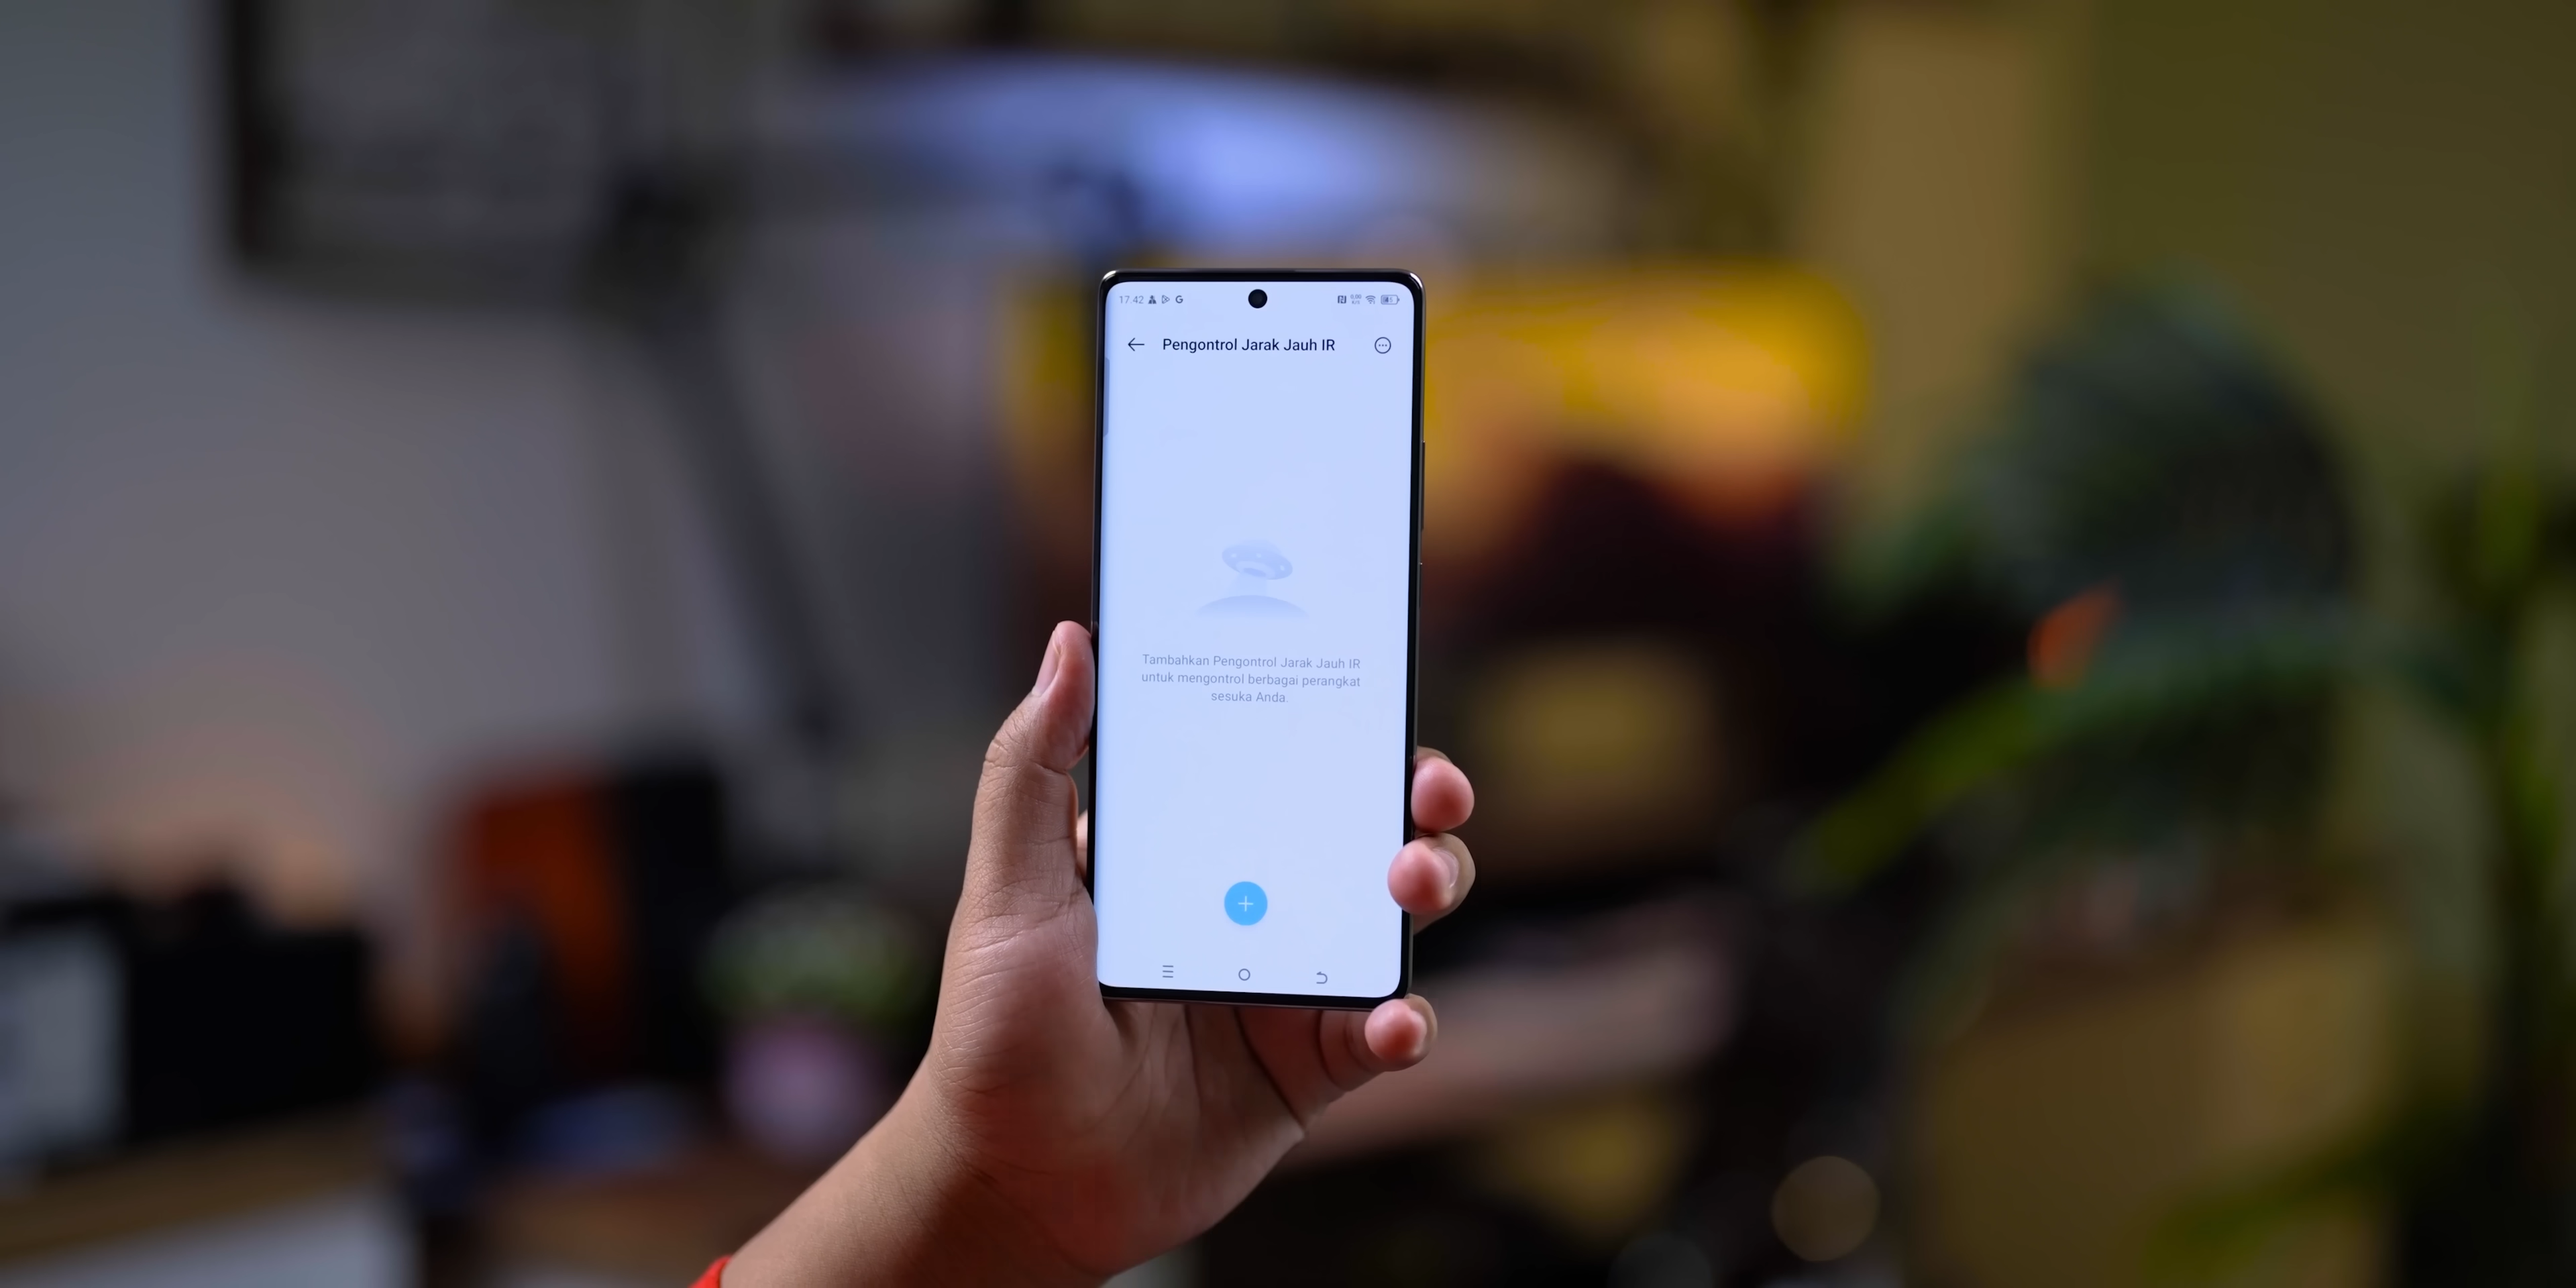 17.42
Pengontrol Jarak Jauh IR
Tambahkan Pengontrol Jarak Jauh IR
untuk mengontrol berbagai perangkat
sesuka Anda.